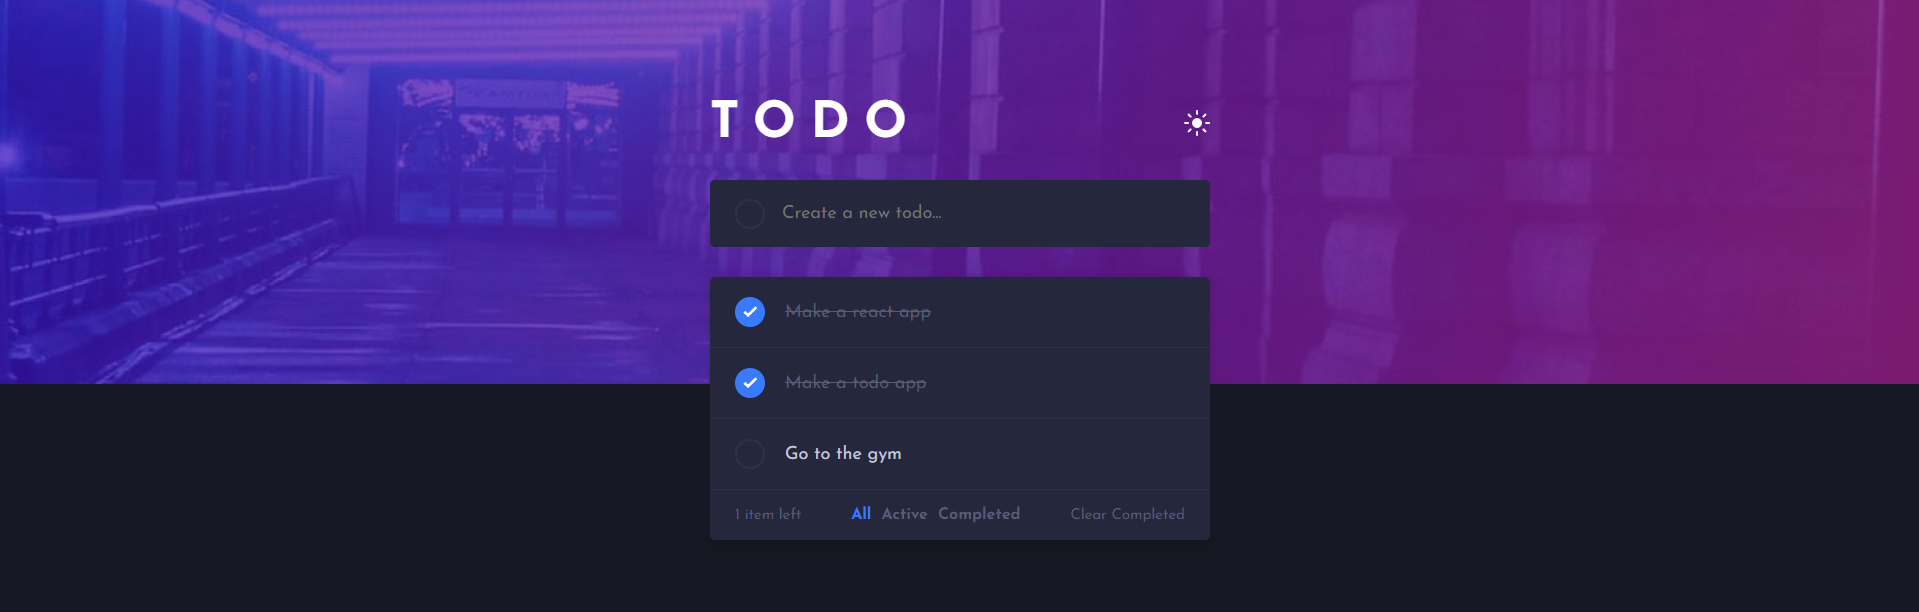 TODO
Create a new todo...
Make a react app
Make a todo app
Go to the gym
1 item left All Active Completed Clear Completed